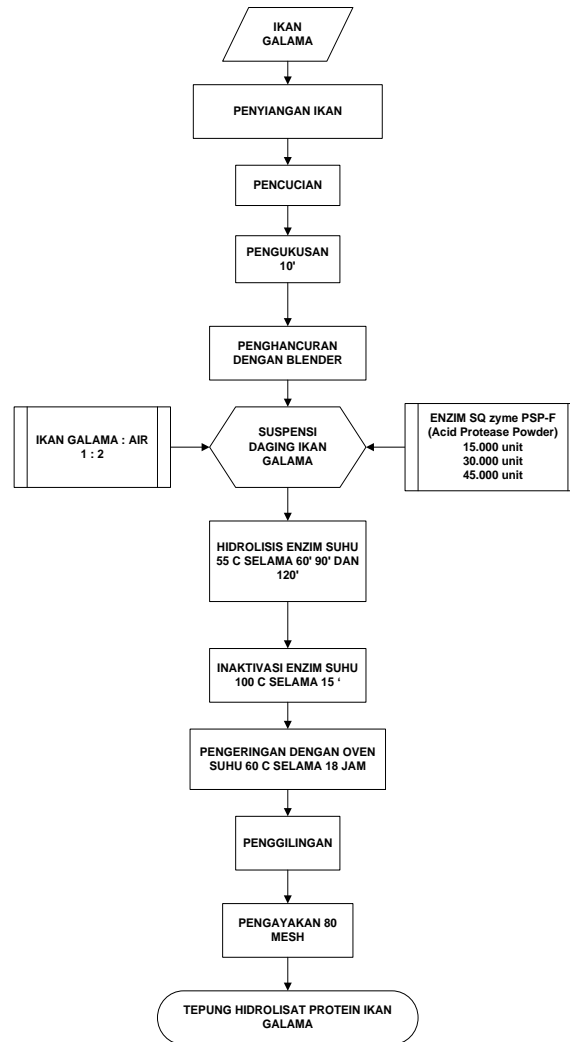 IKAN
GALAMA
PENYIANGAN IKAN
PENCUCIAN
PENGUKUSAN
10'
PENGHANCURAN
DENGAN BLENDER
IKAN GALAMA : AIR
1 : 2
SUSPENSI
DAGING IKAN
GALAMA
ENZIM SQ zyme PSP-F
(Acid Protease Powder)
15.000 unit
30.000 unit
45.000 unit
HIDROLISIS ENZIM SUHU
55 C SELAMA 60' 90' DAN
120'
INAKTIVASI ENZIM SUHU
100 C SELAMA 15 ‘
PENGERINGAN DENGAN OVEN
SUHU 60 C SELAMA 18 JAM
PENGGILINGAN
PENGAYAKAN 80
MESH
TEPUNG HIDROLISAT PROTEIN IKAN
GALAMA